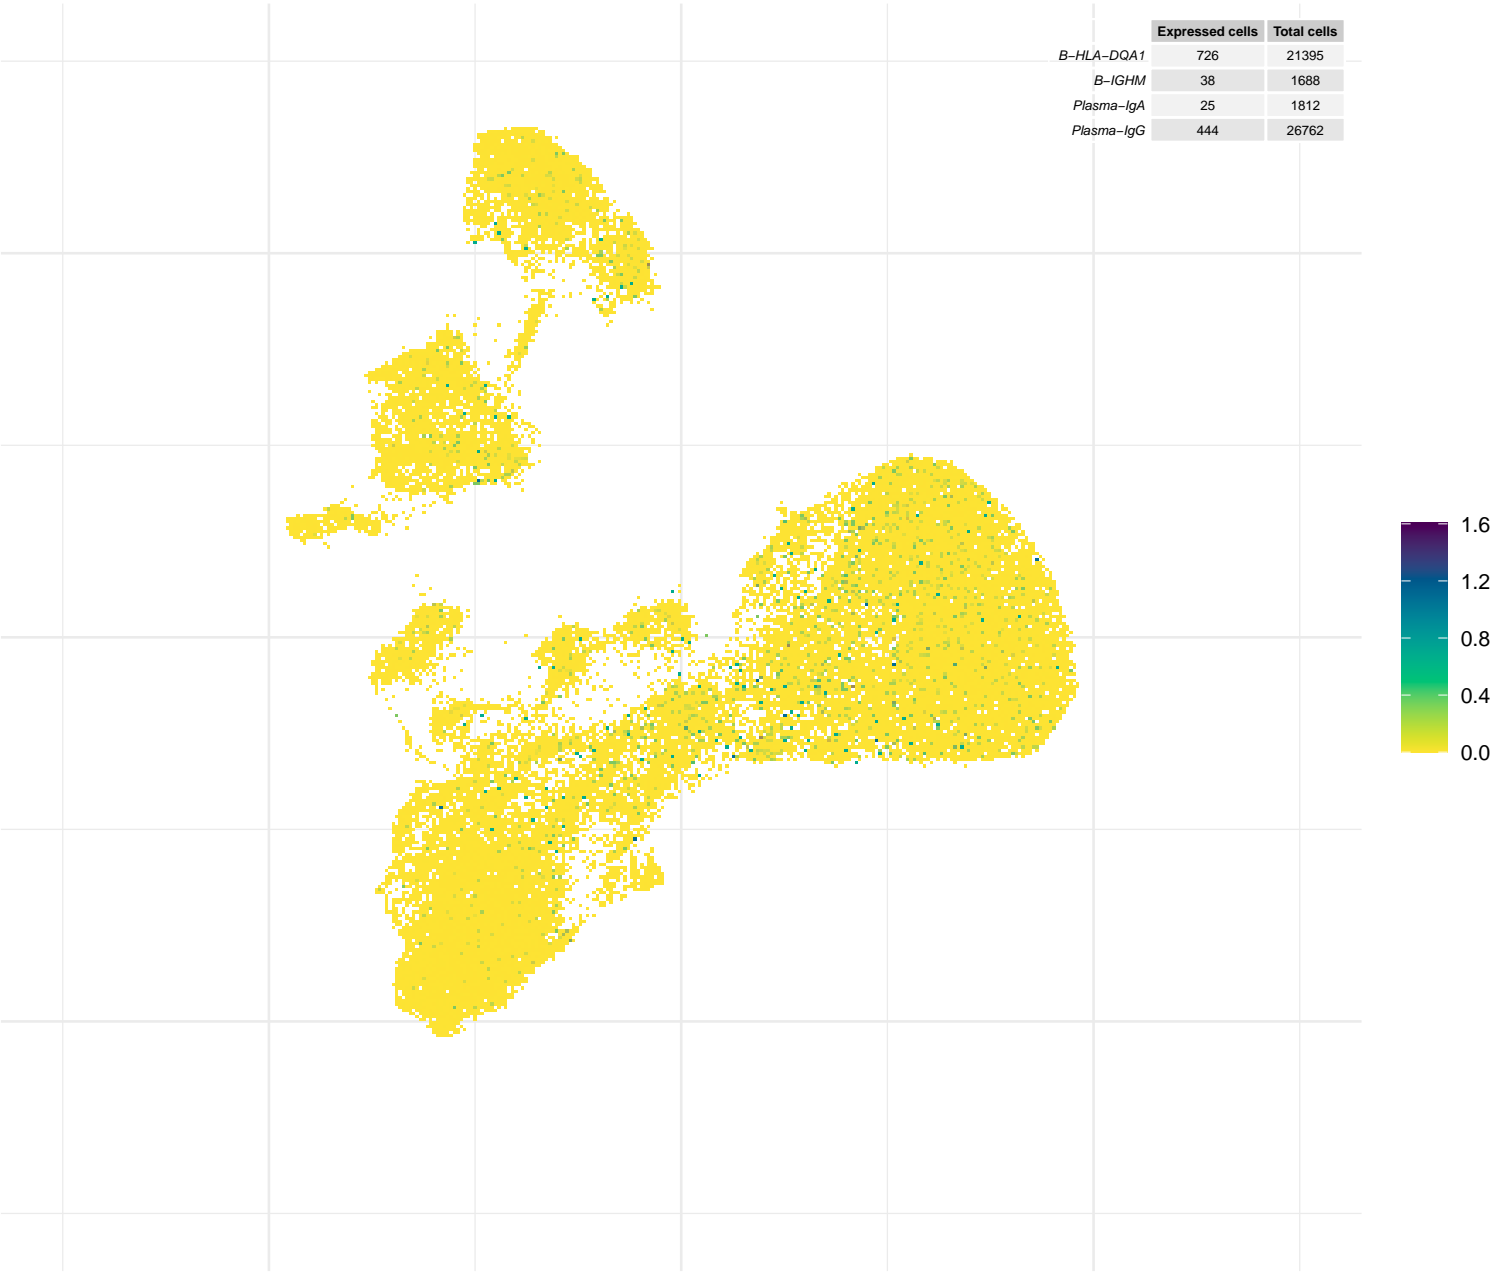 Expressed cells Total cells
B−HLA−DQA1 726 21395
B−IGHM 38 1688
Plasma−IgA 25 1812
Plasma−IgG 444 26762
1.6
1.2
0.8
0.4
0.0